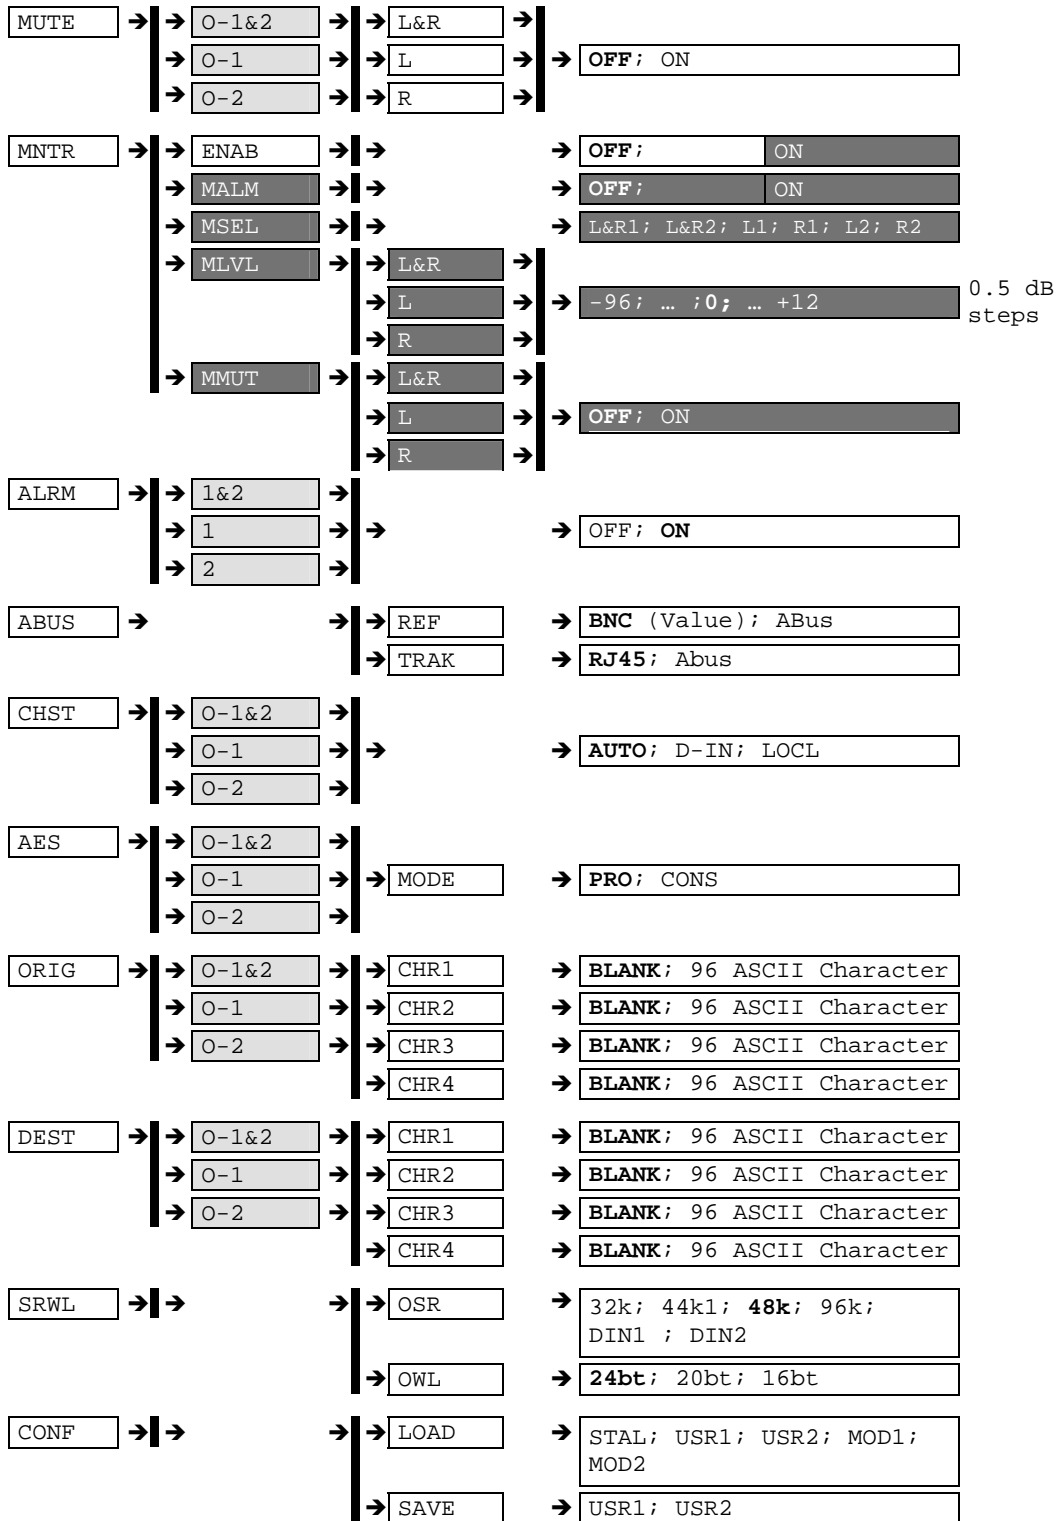 MUTE O-1&2 L&R
O-1 L OFF; ON
O-2 R
MNTR ENAB OFF; ON
MALM OFF; ON
MSEL L&R1; L&R2; L1; R1; L2; R2
MLVL L&R
L -96; … ;0; … +12 0.5 dB steps
R
MMUT L&R
L OFF; ON
R
ALRM 1&2
1 OFF; ON
2
ABUS REF BNC (Value); ABus
TRAK RJ45; Abus
CHST O-1&2
O-1 AUTO; D-IN; LOCL
O-2
AES O-1&2
O-1 MODE PRO; CONS
O-2
ORIG O-1&2 CHR1 BLANK; 96 ASCII Character
O-1 CHR2 BLANK; 96 ASCII Character
O-2 CHR3 BLANK; 96 ASCII Character
CHR4 BLANK; 96 ASCII Character
DEST O-1&2 CHR1 BLANK; 96 ASCII Character
O-1 CHR2 BLANK; 96 ASCII Character
O-2 CHR3 BLANK; 96 ASCII Character
CHR4 BLANK; 96 ASCII Character
SRWL OSR 32k; 44k1; 48k; 96k;
DIN1 ; DIN2
OWL 24bt; 20bt; 16bt
CONF LOAD STAL; USR1; USR2; MOD1;
MOD2
SAVE USR1; USR2